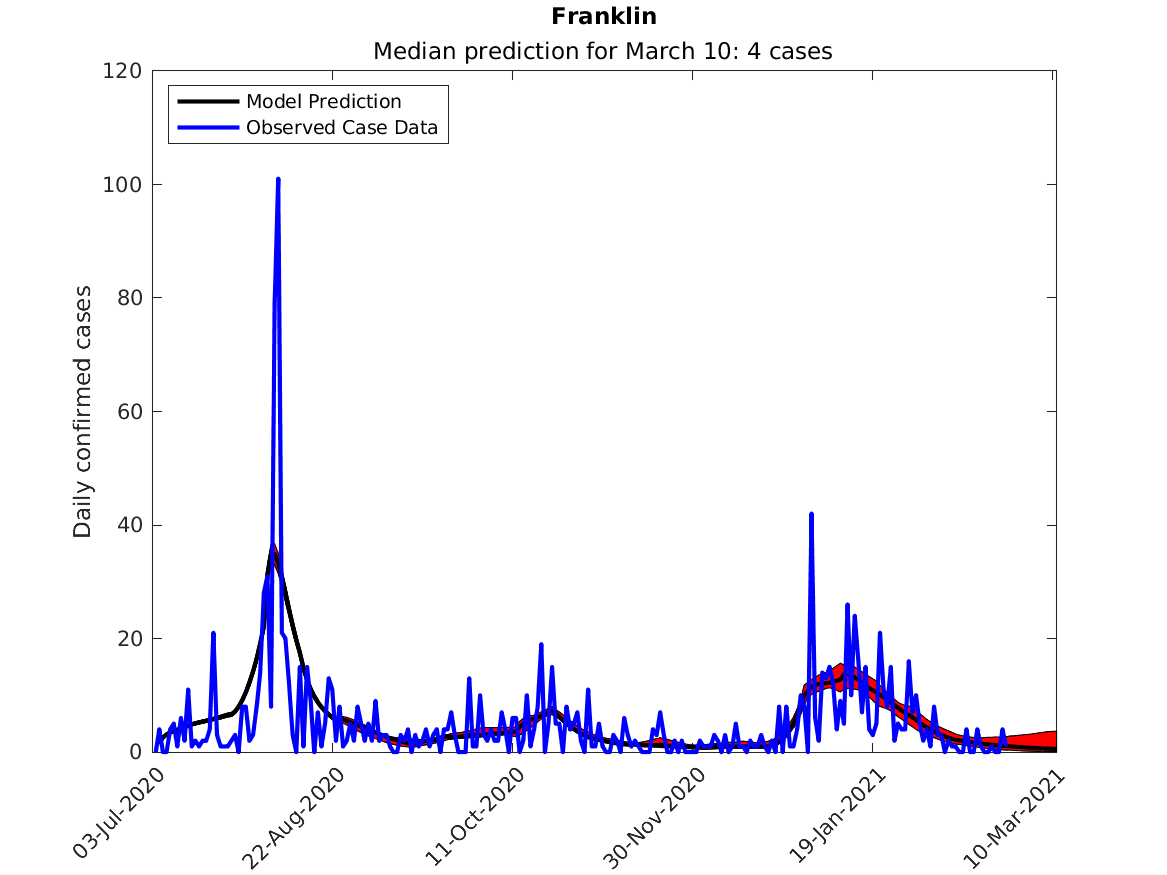 Franklin
Median prediction for March 10: 4 cases
120
100
80
60
40
20
0
Daily confirmed cases
Model Prediction
Observed Case Data
03-Jul-2020
22-Aug-2020
11-Oct-2020
30-Nov-2020
19-Jan-2021
10-Mar-2021